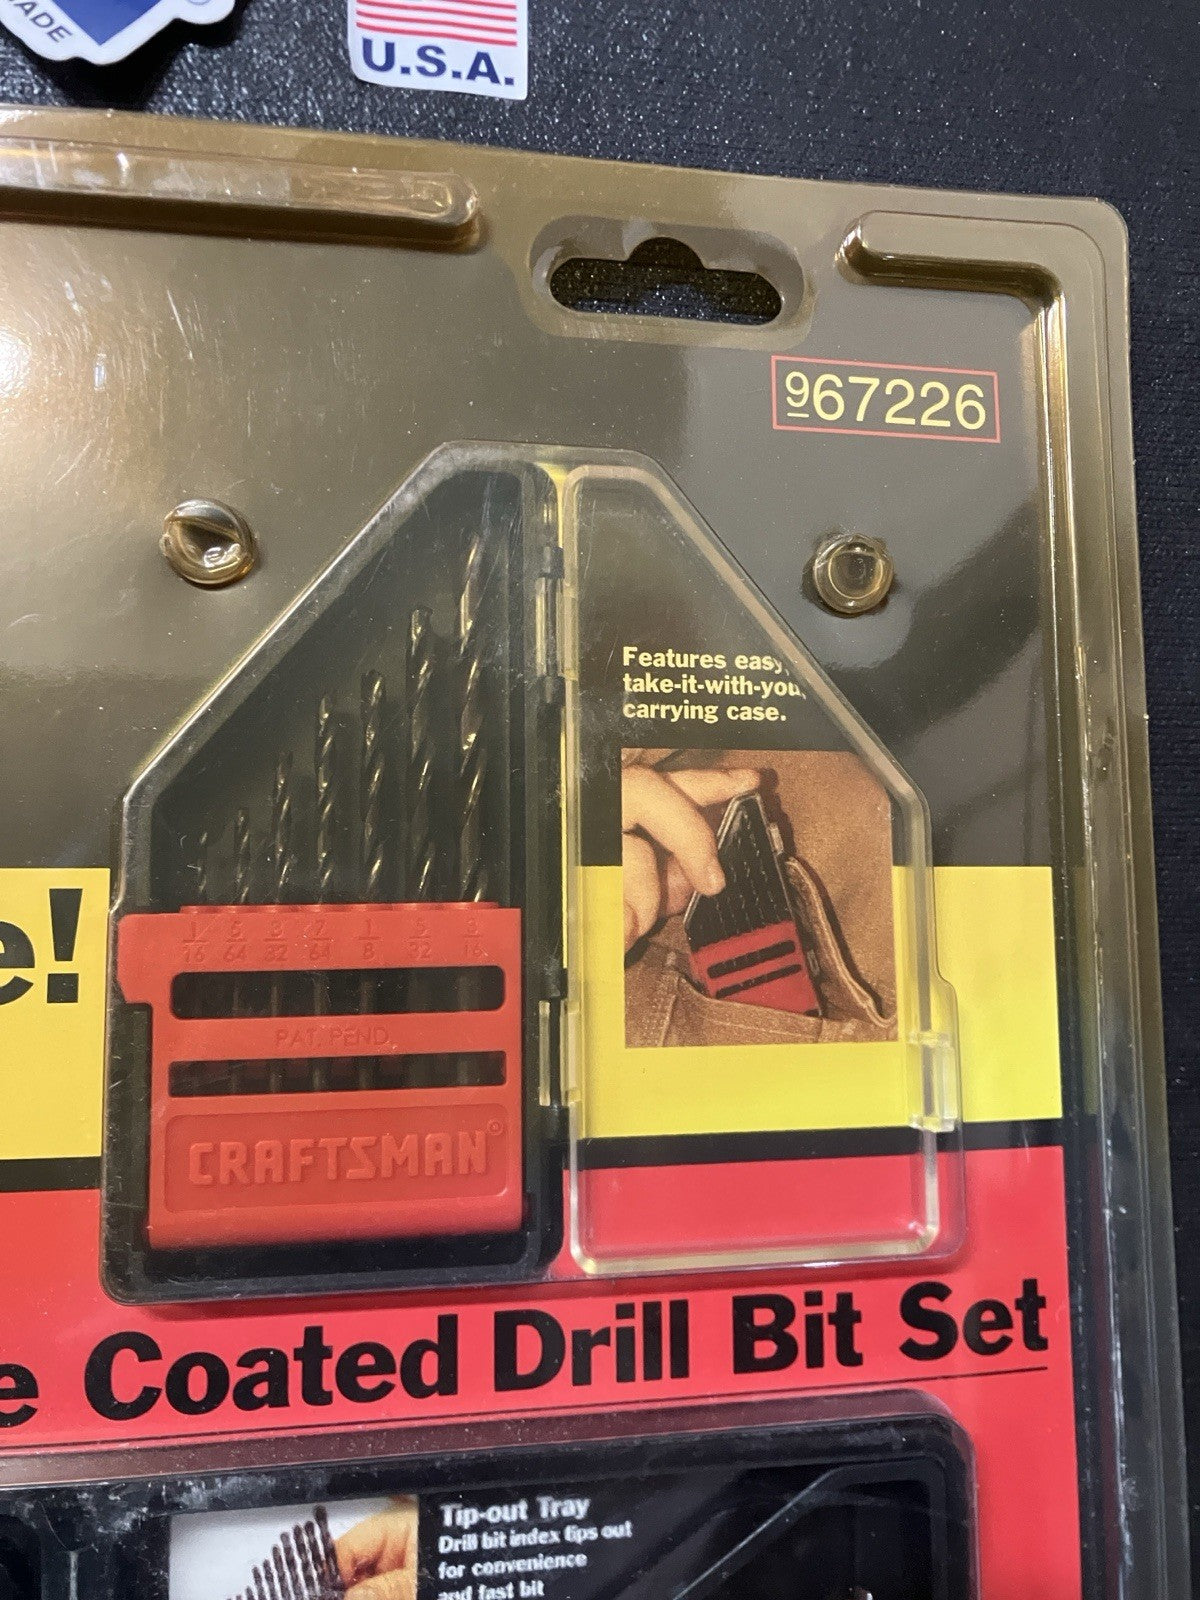 ADE
U.S.A.
967226
Features easy,
take-it-with-you,
carrying case.
e!
1/16 5/64 3/32 7/64 1/8 5/32 3/16
PAT. PEND.
CRAFTSMAN®
e Coated Drill Bit Set
Tip-out Tray
Drill bit index tips out
for convenience
and fast bit